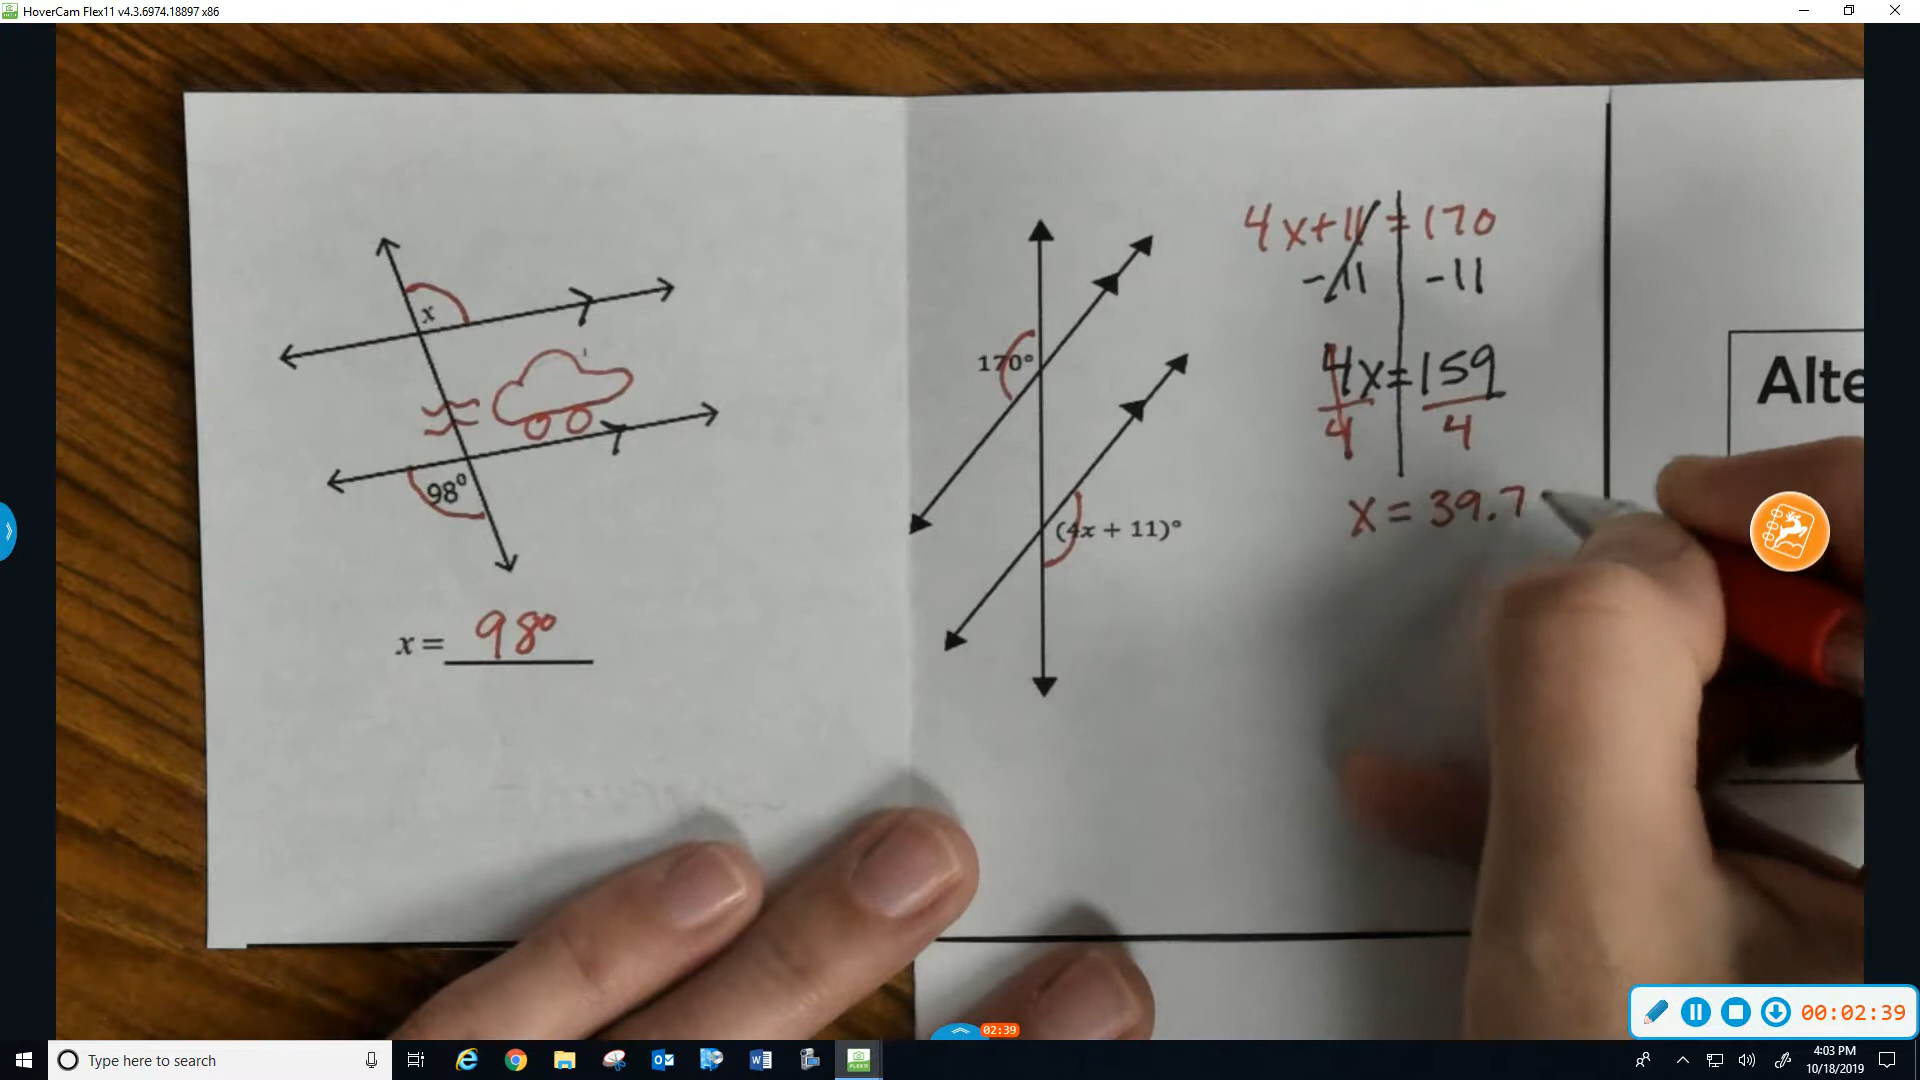 HoverCam Flex11 v4.3.6974.18897 x86
x
98°
x = 98°
170°
(4x + 11)°
4x+11=170
-11 -11
4x=159
4 4
x = 39.7
Alte
02:39
00:02:39
Type here to search
4:03 PM
10/18/2019